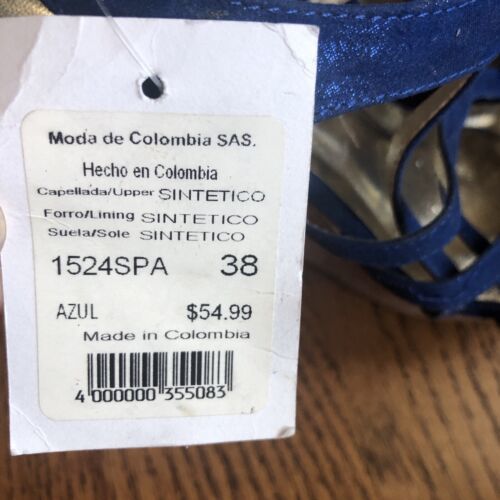 Moda de Colombia SAS.
Hecho en Colombia
Capellada/Upper SINTETICO
Forro/Lining SINTETICO
Suela/Sole SINTETICO
1524SPA 38
AZUL $54.99
Made in Colombia
4 000000 355083